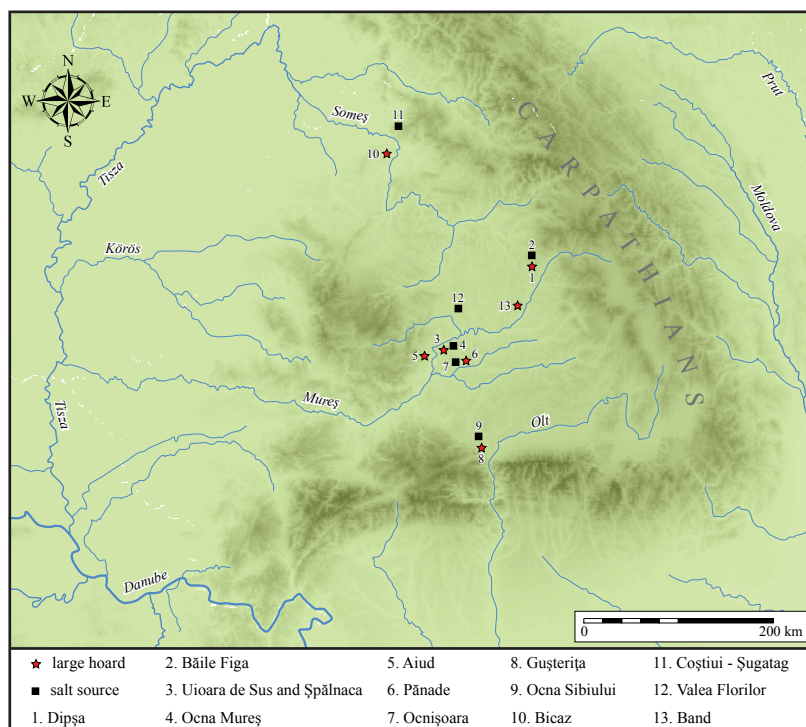 N
W E
S
Prut
CARPATHIANS
11
Someş
10
Tisza
Moldova
Körös
2
1
12
13
3
4
5
6
7
Mureş
Tisza
9
Olt
8
Danube
0 200 km
large hoard
salt source
1. Dipşa
2. Băile Figa
3. Uioara de Sus and Şpălnaca
4. Ocna Mureş
5. Aiud
6. Pănade
7. Ocnişoara
8. Guşteriţa
9. Ocna Sibiului
10. Bicaz
11. Coştiui - Şugatag
12. Valea Florilor
13. Band